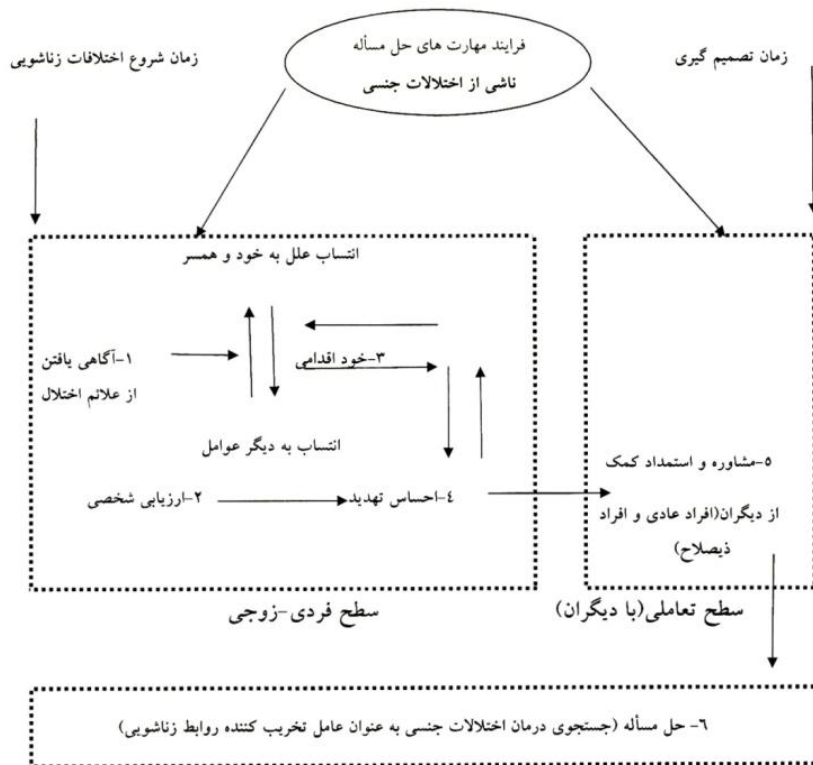 فرایند مهارت های حل مسأله
ناشی از اختلالات جنسی
زمان تصمیم گیری
زمان شروع اختلافات زناشویی
انتساب علل به خود و همسر
۱-آگاهی یافتن
از علائم اختلال
۳-خود اقدامی
انتساب به دیگر عوامل
۲-ارزیابی شخصی
٤-احساس تهدید
٥-مشاوره و استمداد کمک
از دیگران(افراد عادی و افراد
ذیصلاح)
سطح فردی-زوجی
سطح تعاملی(با دیگران)
٦- حل مسأله (جستجوی درمان اختلالات جنسی به عنوان عامل تخریب کننده روابط زناشویی)